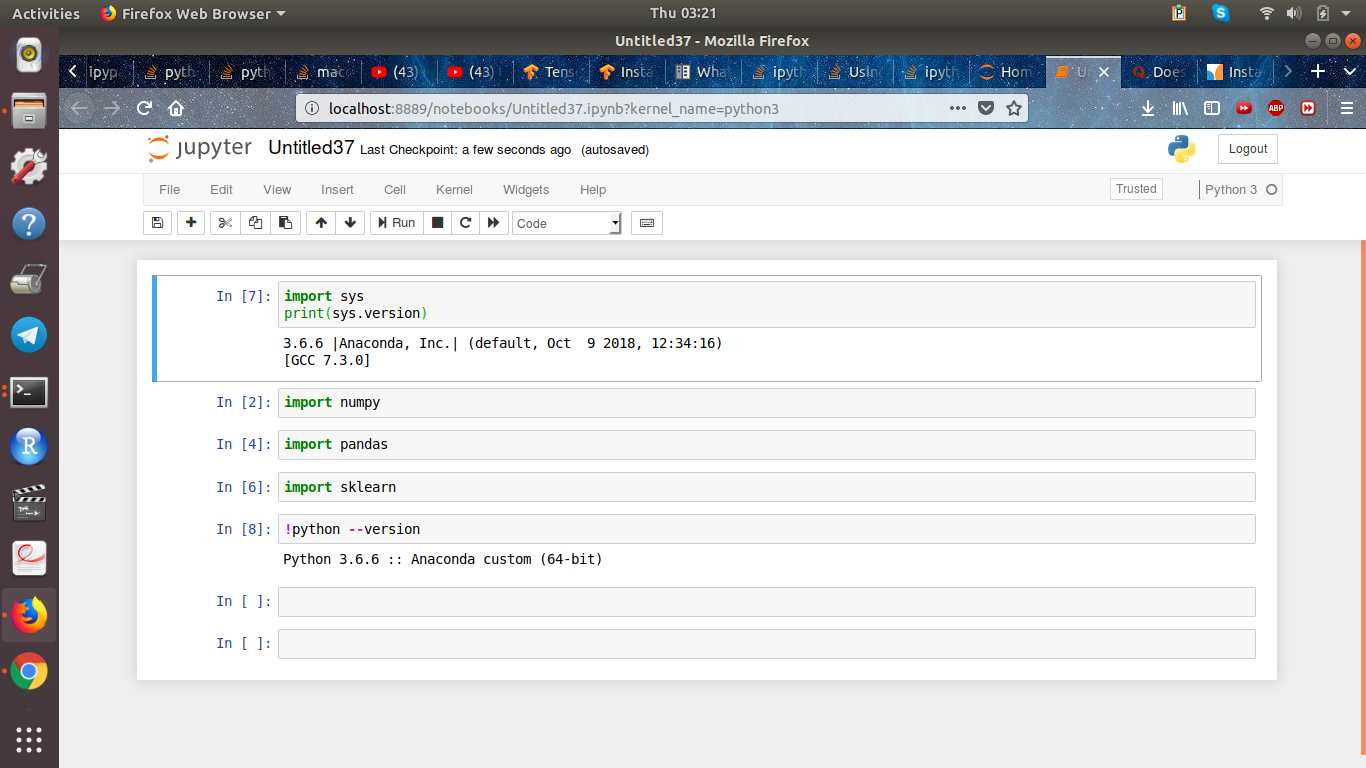 Activities
Firefox Web Browser
Thu 03:21
Untitled37 - Mozilla Firefox
ipyp
pyth
pyth
mac
(43)
(43)
Tens
Insta
Wha
ipyt
Usin
ipyt
Hom
Does
Insta
localhost:8889/notebooks/Untitled37.ipynb?kernel_name=python3
ABP
jupyter Untitled37 Last Checkpoint: a few seconds ago (autosaved)
Logout
File Edit View Insert Cell Kernel Widgets Help
Trusted
Python 3
Run
Code
In [7]: import sys
print(sys.version)
3.6.6 |Anaconda, Inc.| (default, Oct  9 2018, 12:34:16)
[GCC 7.3.0]
In [2]: import numpy
In [4]: import pandas
In [6]: import sklearn
In [8]: !python --version
Python 3.6.6 :: Anaconda custom (64-bit)
In [ ]:
In [ ]: